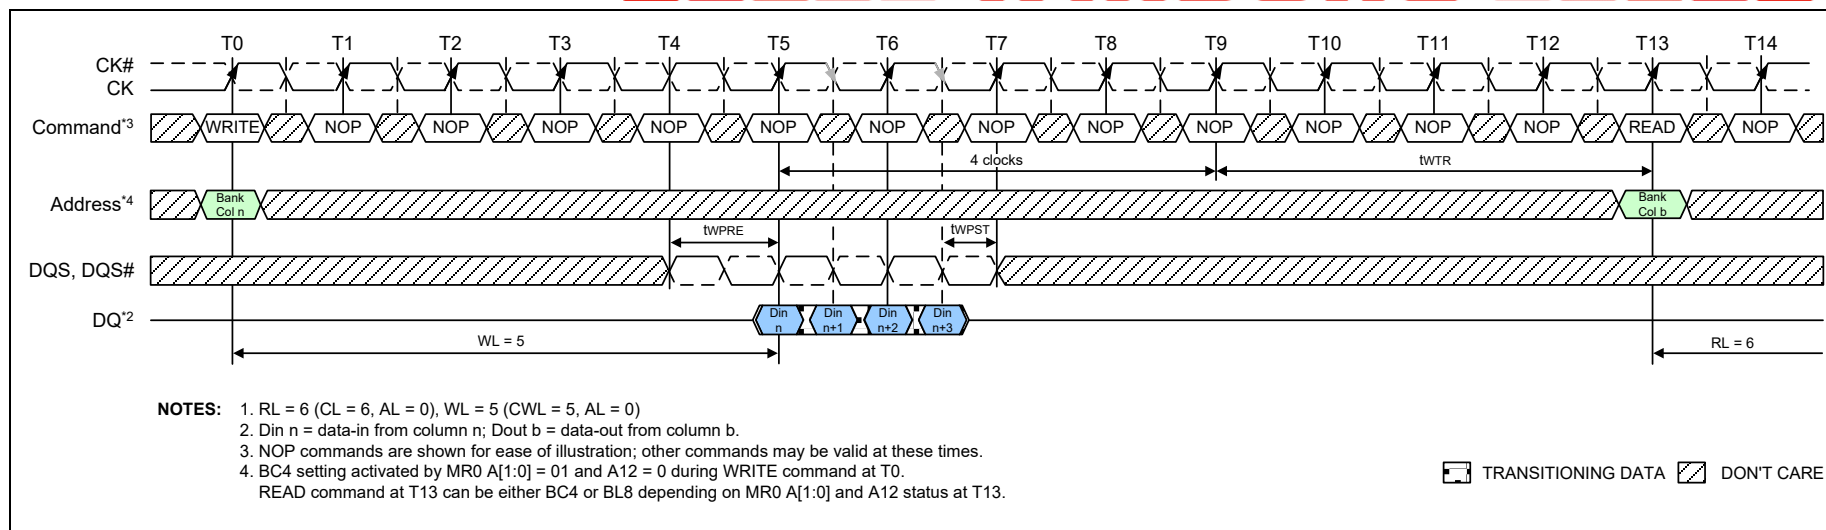 T0 T1 T2 T3 T4 T5 T6 T7 T8 T9 T10 T11 T12 T13 T14
CK#
CK
Command*3 WRITE NOP NOP NOP NOP NOP NOP NOP NOP NOP NOP NOP NOP READ NOP
4 clocks tWTR
Address*4 Bank Col n Bank Col b
tWPRE tWPST
DQS, DQS#
DQ*2 Din n Din n+1 Din n+2 Din n+3
WL = 5 RL = 6
NOTES: 1. RL = 6 (CL = 6, AL = 0), WL = 5 (CWL = 5, AL = 0)
2. Din n = data-in from column n; Dout b = data-out from column b.
3. NOP commands are shown for ease of illustration; other commands may be valid at these times.
4. BC4 setting activated by MR0 A[1:0] = 01 and A12 = 0 during WRITE command at T0.
READ command at T13 can be either BC4 or BL8 depending on MR0 A[1:0] and A12 status at T13.
TRANSITIONING DATA DON'T CARE